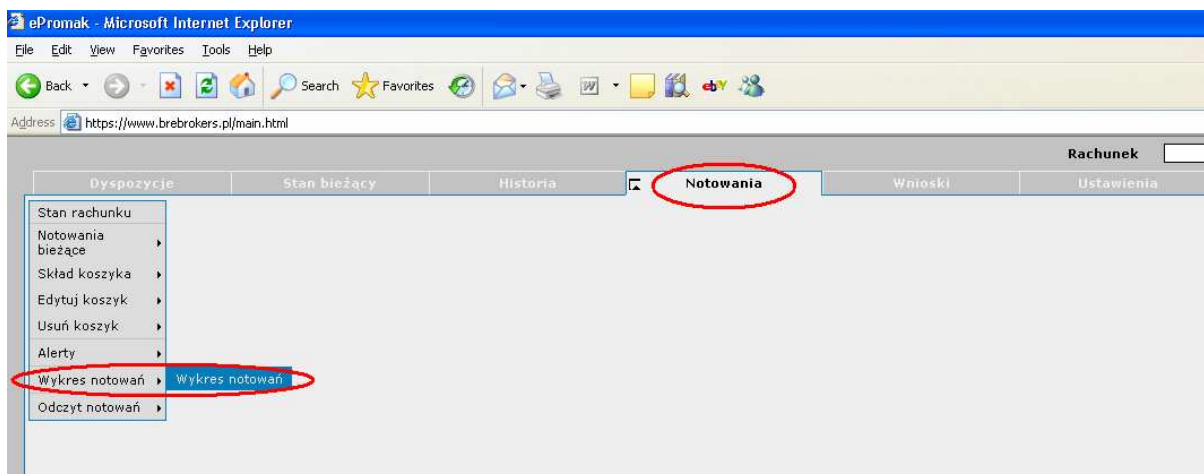 ePromak - Microsoft Internet Explorer
File Edit View Favorites Tools Help
Back Search Favorites W ebY
Address https://www.brebrokers.pl/main.html
Rachunek
Dyspozycje Stan bieżący Historia Notowania Wnioski Ustawienia
Stan rachunku
Notowania
bieżące
Skład koszyka
Edytuj koszyk
Usuń koszyk
Alerty
Wykres notowań Wykres notowań
Odczyt notowań